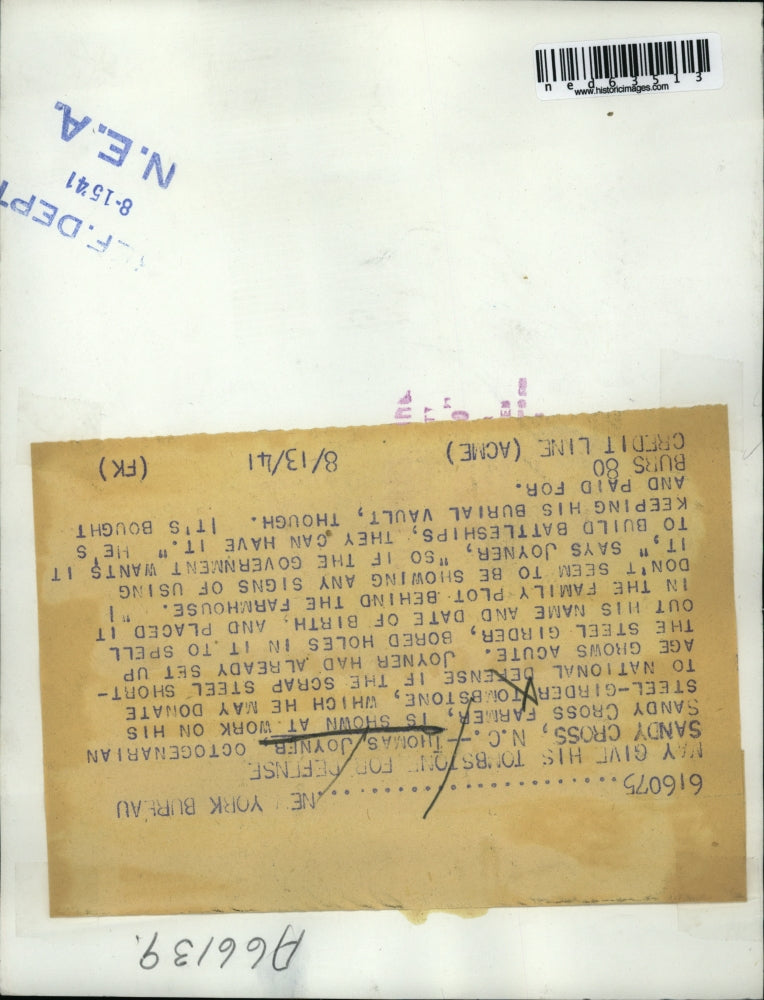 ned63513
www.historicimages.com
N.E.A.
8-15-41
REF. DEPT
616075......................NEW YORK BUREAU
MAY GIVE HIS TOMBSTONE FOR DEFENSE
SANDY CROSS, N.C.-- THOMAS JOYNER OCTOGENARIAN
SANDY CROSS FARMER, IS SHOWN AT WORK ON HIS
STEEL-GIRDER TOMBSTONE, WHICH HE MAY DONATE
TO NATIONAL DEFENSE IF THE SCRAP STEEL SHORT-
AGE GROWS ACUTE. JOYNER HAD ALREADY SET UP
THE STEEL GIRDER, BORED HOLES IN IT TO SPELL
OUT HIS NAME AND DATE OF BIRTH, AND PLACED IT
IN THE FAMILY PLOT BEHIND THE FARMHOUSE. "I
DON'T SEEM TO BE SHOWING ANY SIGNS OF USING
IT," SAYS JOYNER, "SO IF THE GOVERNMENT WANTS IT
TO BUILD BATTLESHIPS, THEY CAN HAVE IT." HE'S
KEEPING HIS BURIAL VAULT, THOUGH. IT'S BOUGHT
AND PAID FOR.
BURS 80
CREDIT LINE (ACME) 8/13/41 (FK)
A66139.